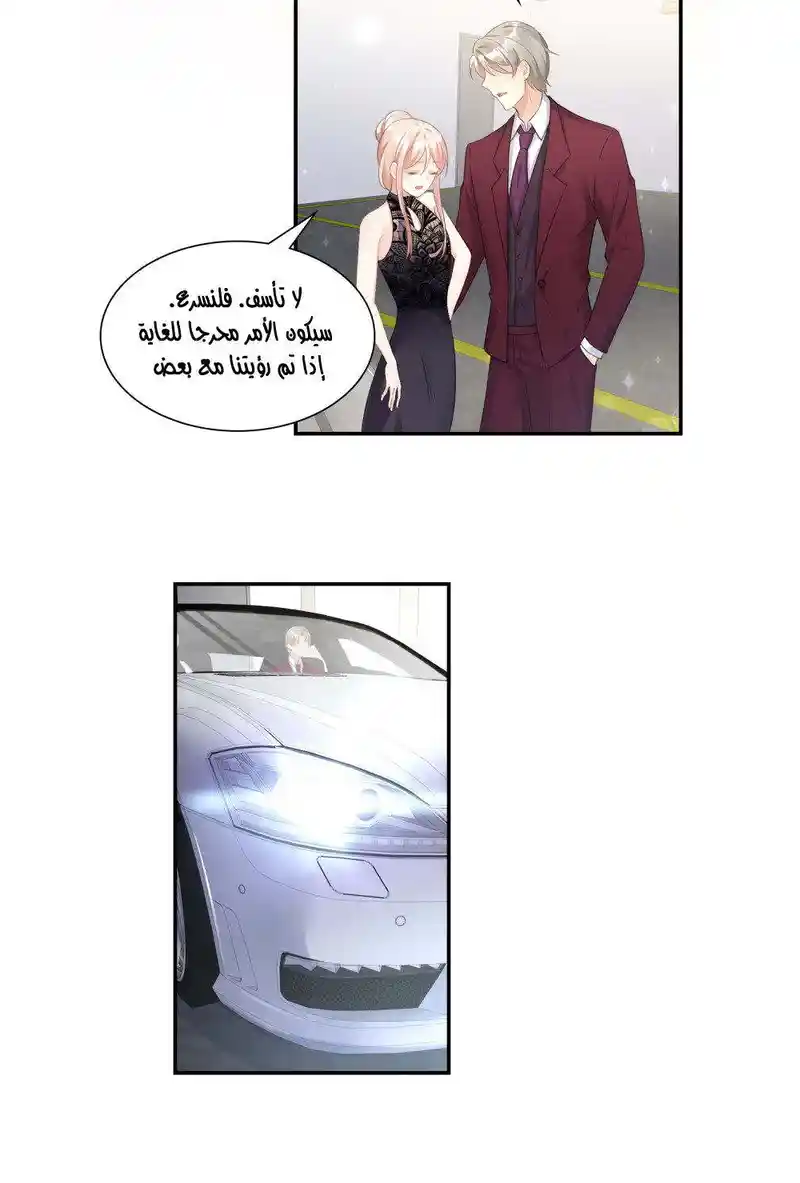 لا تأسف. فلنسرع.
سيكون الأمر محرجا للغاية
إذا تم رؤيتنا مع بعض